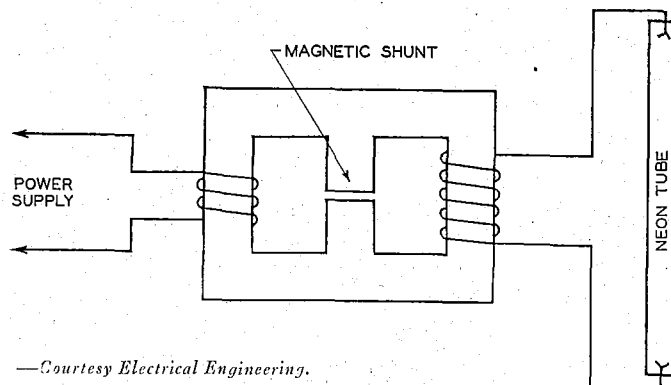 MAGNETIC SHUNT
POWER
SUPPLY
NEON TUBE
—Courtesy Electrical Engineering.